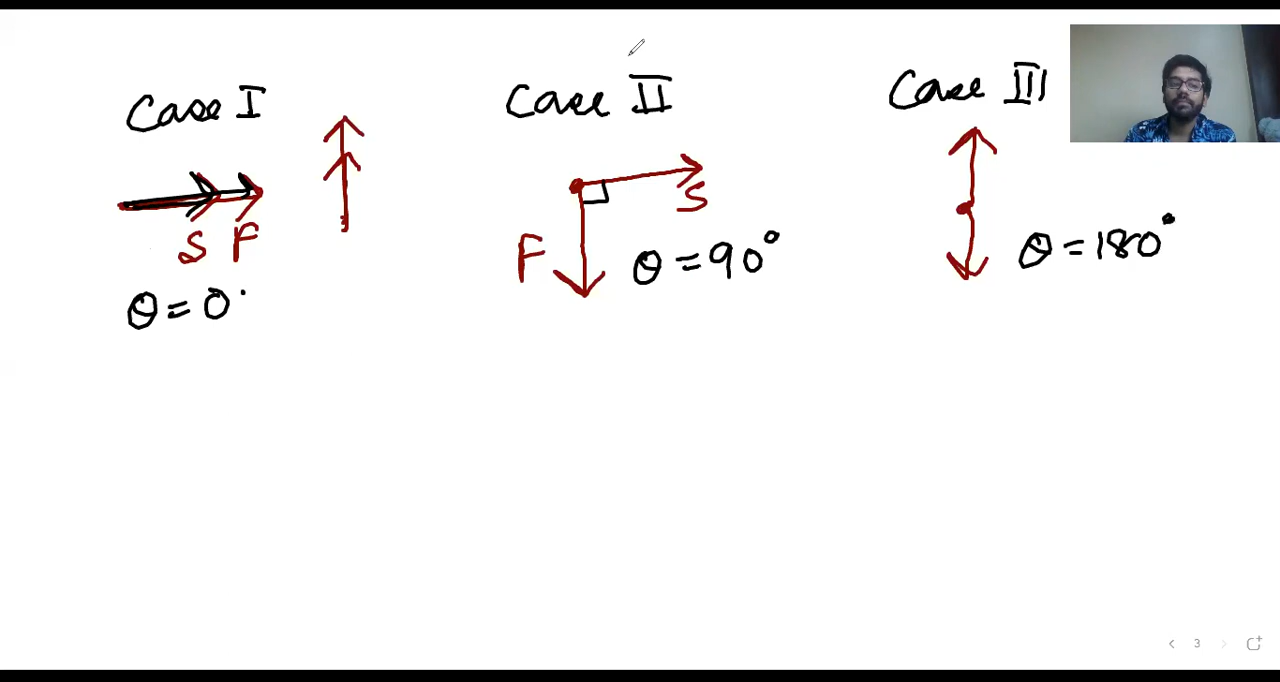 Case I
S F
θ = 0°
Case II
S
F
θ = 90°
Case III
θ = 180°
3